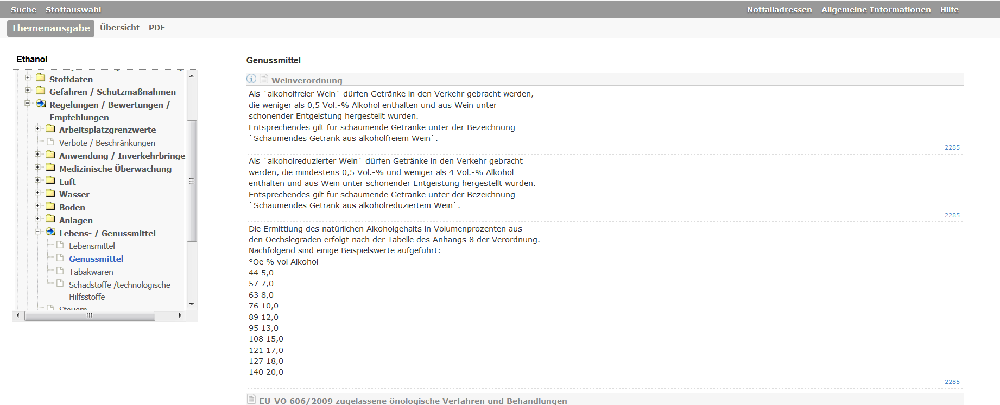 Suche Stoffauswahl Notfalladressen Allgemeine Informationen Hilfe
Themenausgabe Übersicht PDF
Ethanol
Stoffdaten
Gefahren / Schutzmaßnahmen
Regelungen / Bewertungen /
Empfehlungen
Arbeitsplatzgrenzwerte
Verbote / Beschränkungen
Anwendung / Inverkehrbringe
Medizinische Überwachung
Luft
Wasser
Boden
Anlagen
Lebens- / Genussmittel
Lebensmittel
Genussmittel
Tabakwaren
Schadstoffe /technologische
Hilfsstoffe
Steuern
Genussmittel
Weinverordnung
Als `alkoholfreier Wein` dürfen Getränke in den Verkehr gebracht werden,
die weniger als 0,5 Vol.-% Alkohol enthalten und aus Wein unter
schonender Entgeistung hergestellt wurden.
Entsprechendes gilt für schäumende Getränke unter der Bezeichnung
`Schäumendes Getränk aus alkoholfreiem Wein`.
2285
Als `alkoholreduzierter Wein` dürfen Getränke in den Verkehr gebracht
werden, die mindestens 0,5 Vol.-% und weniger als 4 Vol.-% Alkohol
enthalten und aus Wein unter schonender Entgeistung hergestellt wurden.
Entsprechendes gilt für schäumende Getränke unter der Bezeichnung
`Schäumendes Getränk aus alkoholreduziertem Wein`.
2285
Die Ermittlung des natürlichen Alkoholgehalts in Volumenprozenten aus
den Oechslegraden erfolgt nach der Tabelle des Anhangs 8 der Verordnung.
Nachfolgend sind einige Beispielswerte aufgeführt:
°Oe % vol Alkohol
44 5,0
57 7,0
63 8,0
76 10,0
89 12,0
95 13,0
108 15,0
121 17,0
127 18,0
140 20,0
2285
EU-VO 606/2009 zugelassene önologische Verfahren und Behandlungen